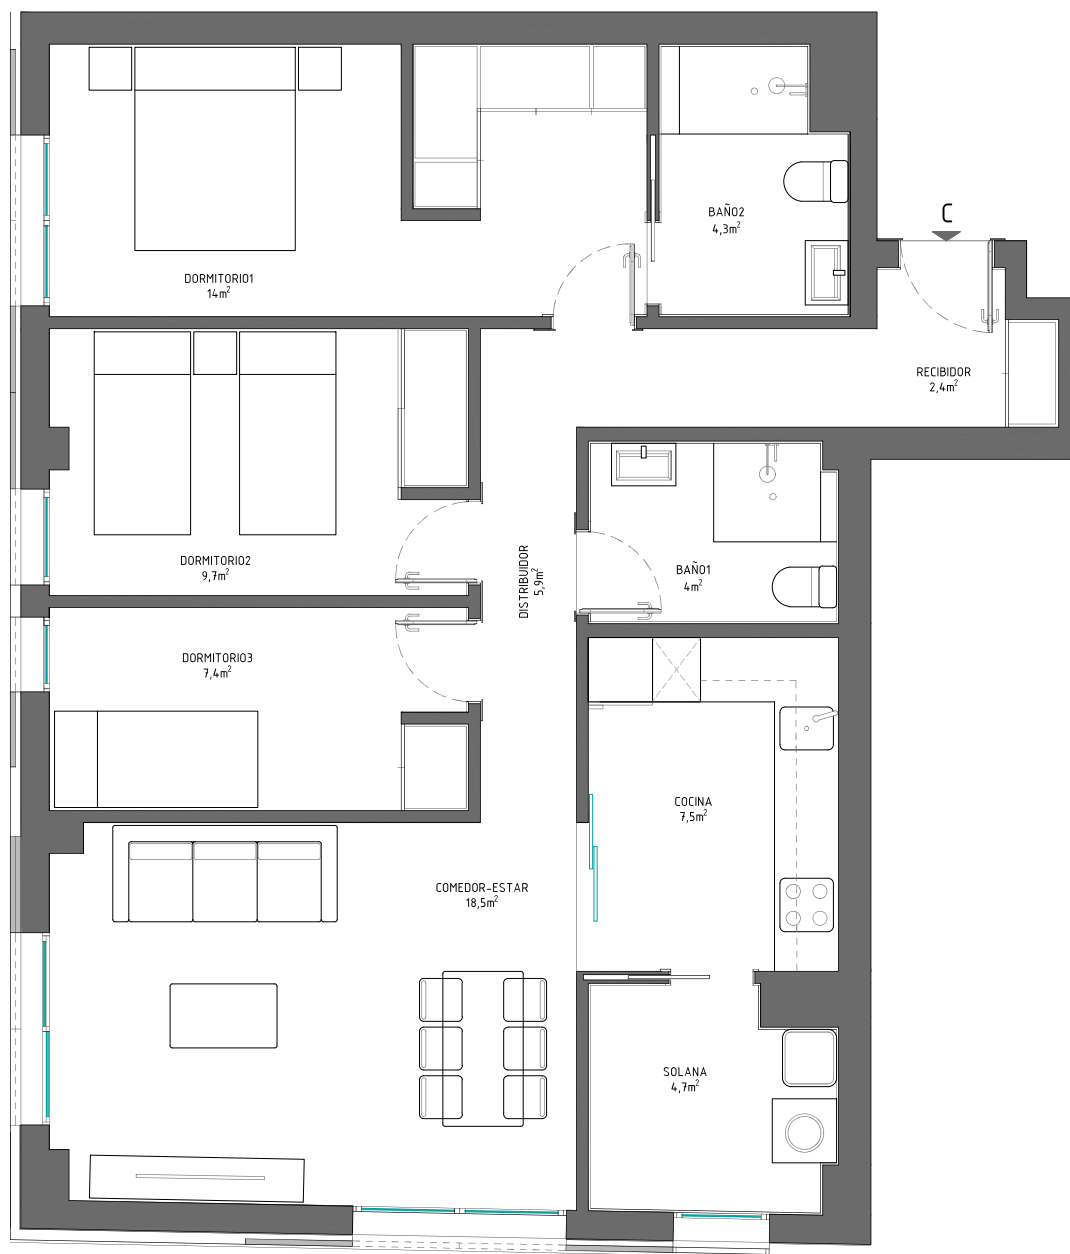 C
BAÑO2
4,3m²
DORMITORIO1
14m²
RECIBIDOR
2,4m²
DORMITORIO2
9,7m²
DISTRIBUIDOR
5,9m²
BAÑO1
4m²
DORMITORIO3
7,4m²
COCINA
7,5m²
COMEDOR-ESTAR
18,5m²
SOLANA
4,7m²